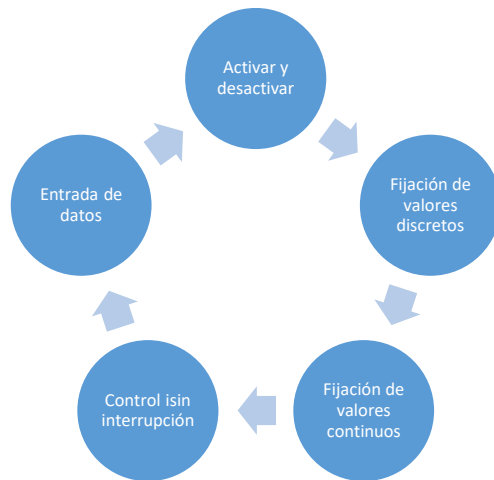 Activar y
desactivar
Fijación de
valores
discretos
Fijación de
valores
continuos
Control isin
interrupción
Entrada de
datos